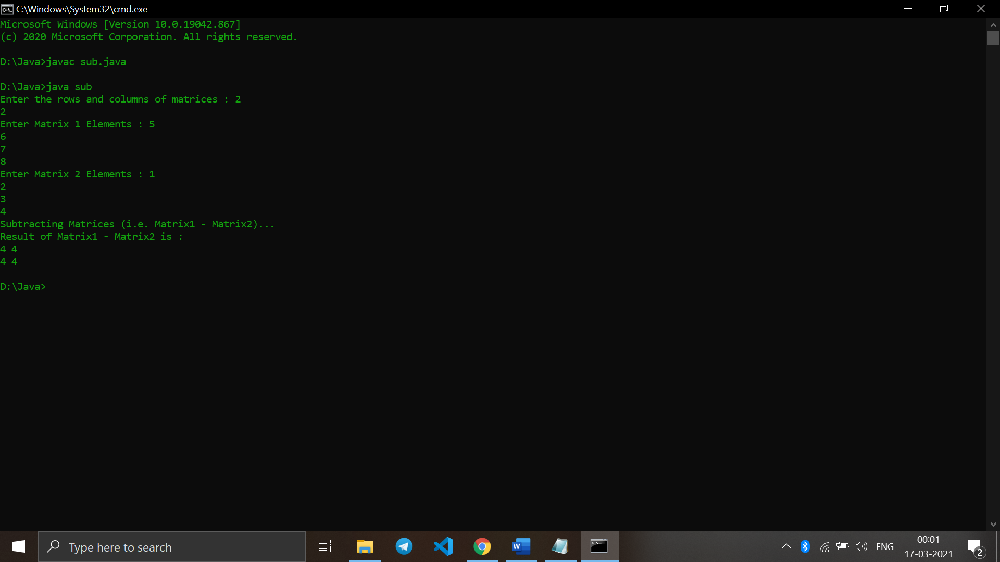 C:\Windows\System32\cmd.exe
Microsoft Windows [Version 10.0.19042.867]
(c) 2020 Microsoft Corporation. All rights reserved.
D:\Java>javac sub.java
D:\Java>java sub
Enter the rows and columns of matrices : 2
2
Enter Matrix 1 Elements : 5
6
7
8
Enter Matrix 2 Elements : 1
2
3
4
Subtracting Matrices (i.e. Matrix1 - Matrix2)...
Result of Matrix1 - Matrix2 is :
4 4
4 4
D:\Java>
Type here to search
ENG
00:01
17-03-2021
2